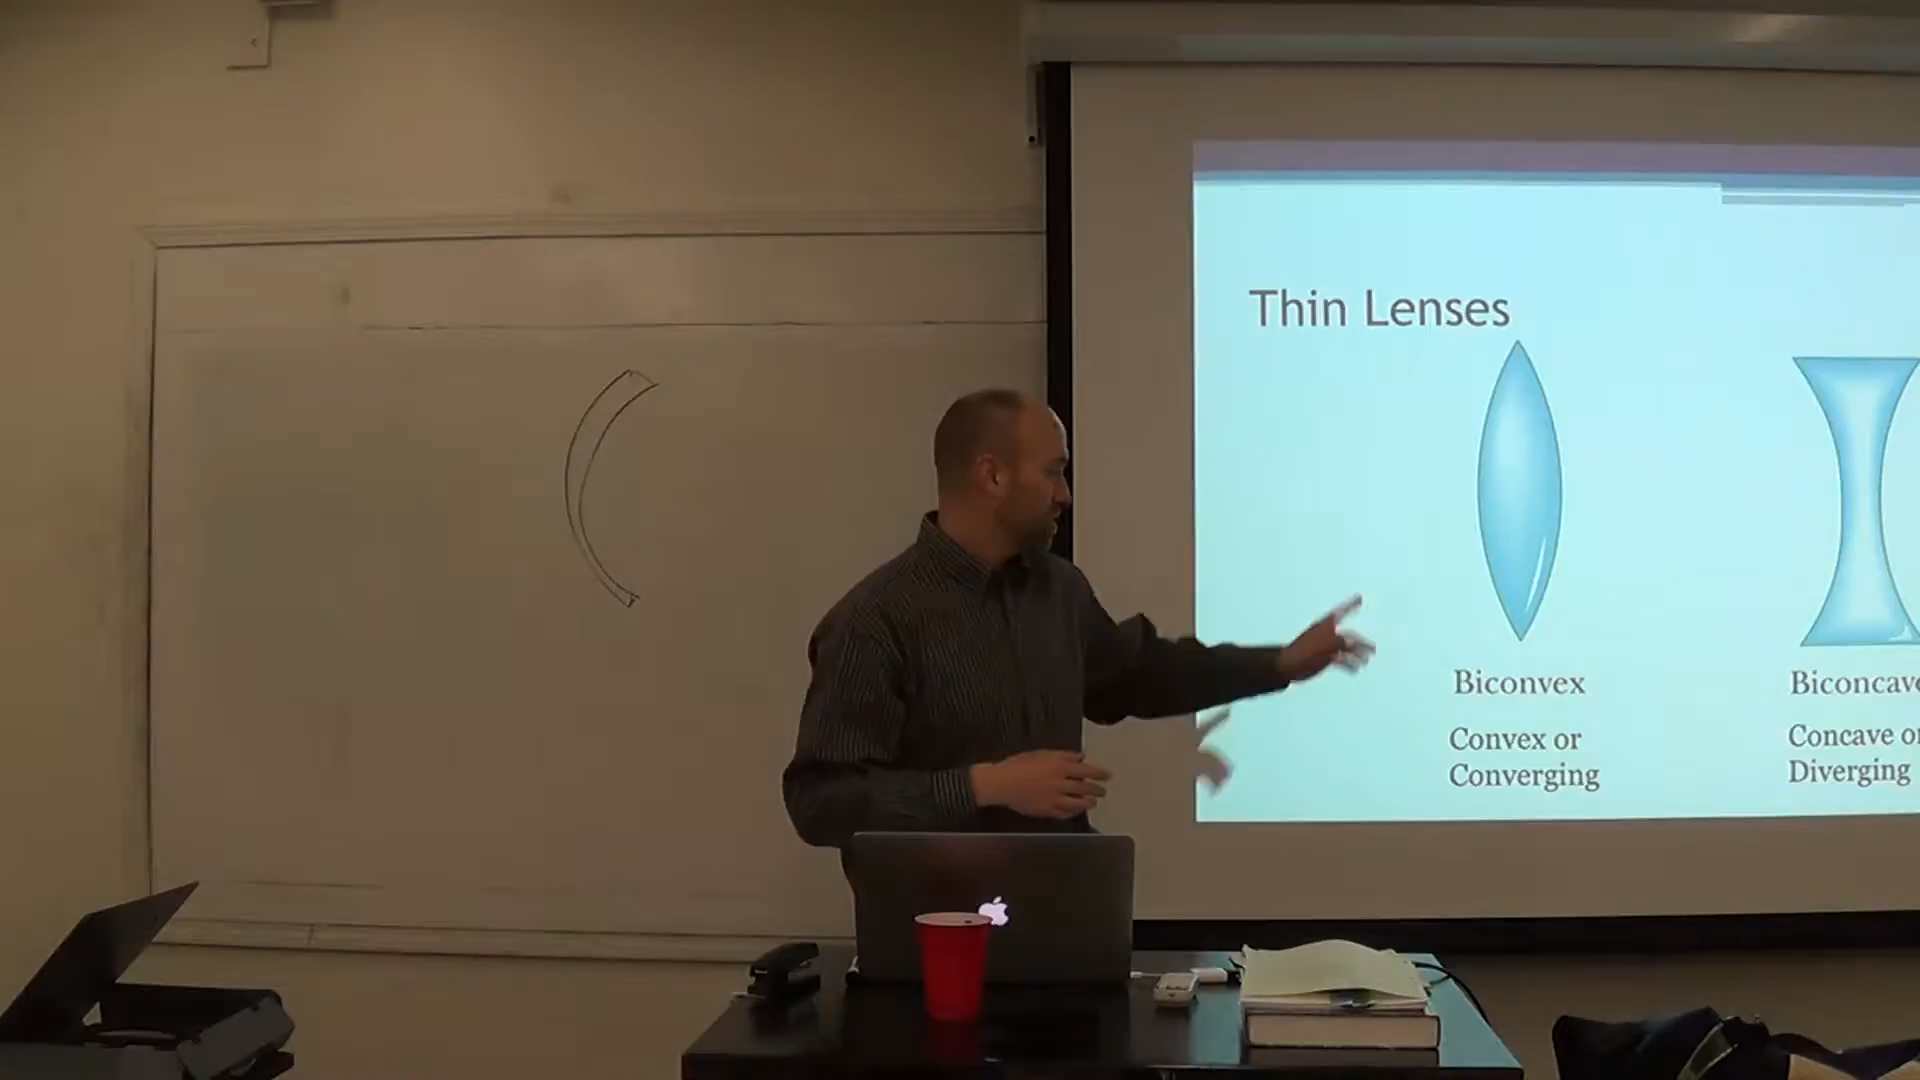 Thin Lenses
Biconvex
Convex or
Converging
Biconcave
Concave or
Diverging